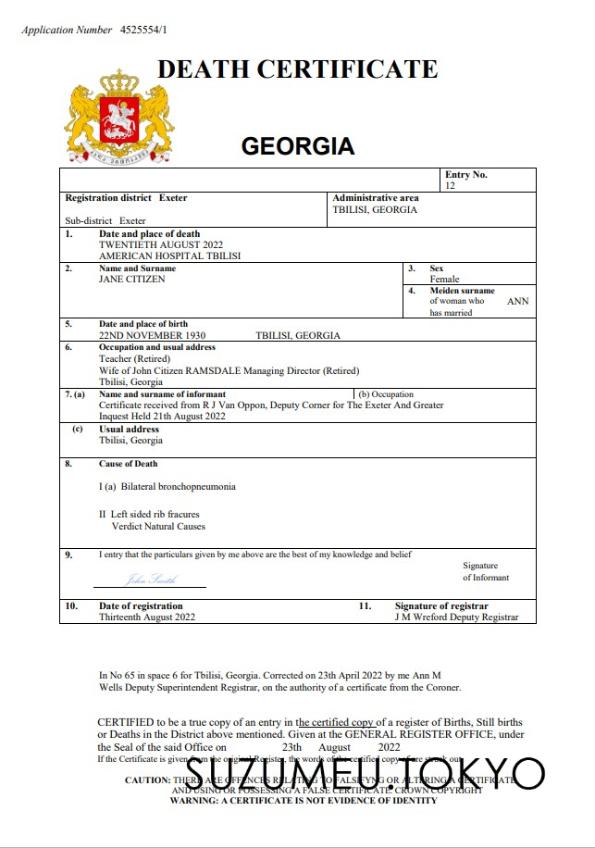 Application Number 4525554/1
DEATH CERTIFICATE
GEORGIA
Entry No.
12
Registration district Exeter
Administrative area
TBILISI, GEORGIA
Sub-district Exeter
1. Date and place of death
TWENTIETH AUGUST 2022
AMERICAN HOSPITAL TBILISI
2. Name and Surname
JANE CITIZEN
3. Sex
Female
4. Meiden surname
of woman who ANN
has married
5. Date and place of birth
22ND NOVEMBER 1930 TBILISI, GEORGIA
6. Occupation and usual address
Teacher (Retired)
Wife of John Citizen RAMSDALE Managing Director (Retired)
Tbilisi, Georgia
7. (a) Name and surname of informant (b) Occupation
Certificate received from R J Van Oppon, Deputy Corner for The Exeter And Greater
Inquest Held 21th August 2022
(c) Usual address
Tbilisi, Georgia
8. Cause of Death
I (a) Bilateral bronchopneumonia
II Left sided rib fracures
Verdict Natural Causes
9. I entry that the particulars given by me above are the best of my knowledge and belief
John Smith
Signature
of Informant
10. Date of registration 11. Signature of registrar
Thirteenth August 2022 J M Wreford Deputy Registrar
In No 65 in space 6 for Tbilisi, Georgia. Corrected on 23th April 2022 by me Ann M
Wells Deputy Superintendent Registrar, on the authority of a certificate from the Coroner.
CERTIFIED to be a true copy of an entry in the certified copy of a register of Births, Still births
or Deaths in the District above mentioned. Given at the GENERAL REGISTER OFFICE, under
the Seal of the said Office on 23th August 2022
If the Certificate is given from the original Register, the words of the certified copy are struck out
SUZUMEU.TOKYO
CAUTION: THERE ARE OFFENCES RELATING TO FALSIFYNG OR ALTERING A CERTIFICATE
AND USING OR POSSESSING A FALSE CERTIFICATE. CROWN COPYRIGHT
WARNING: A CERTIFICATE IS NOT EVIDENCE OF IDENTITY